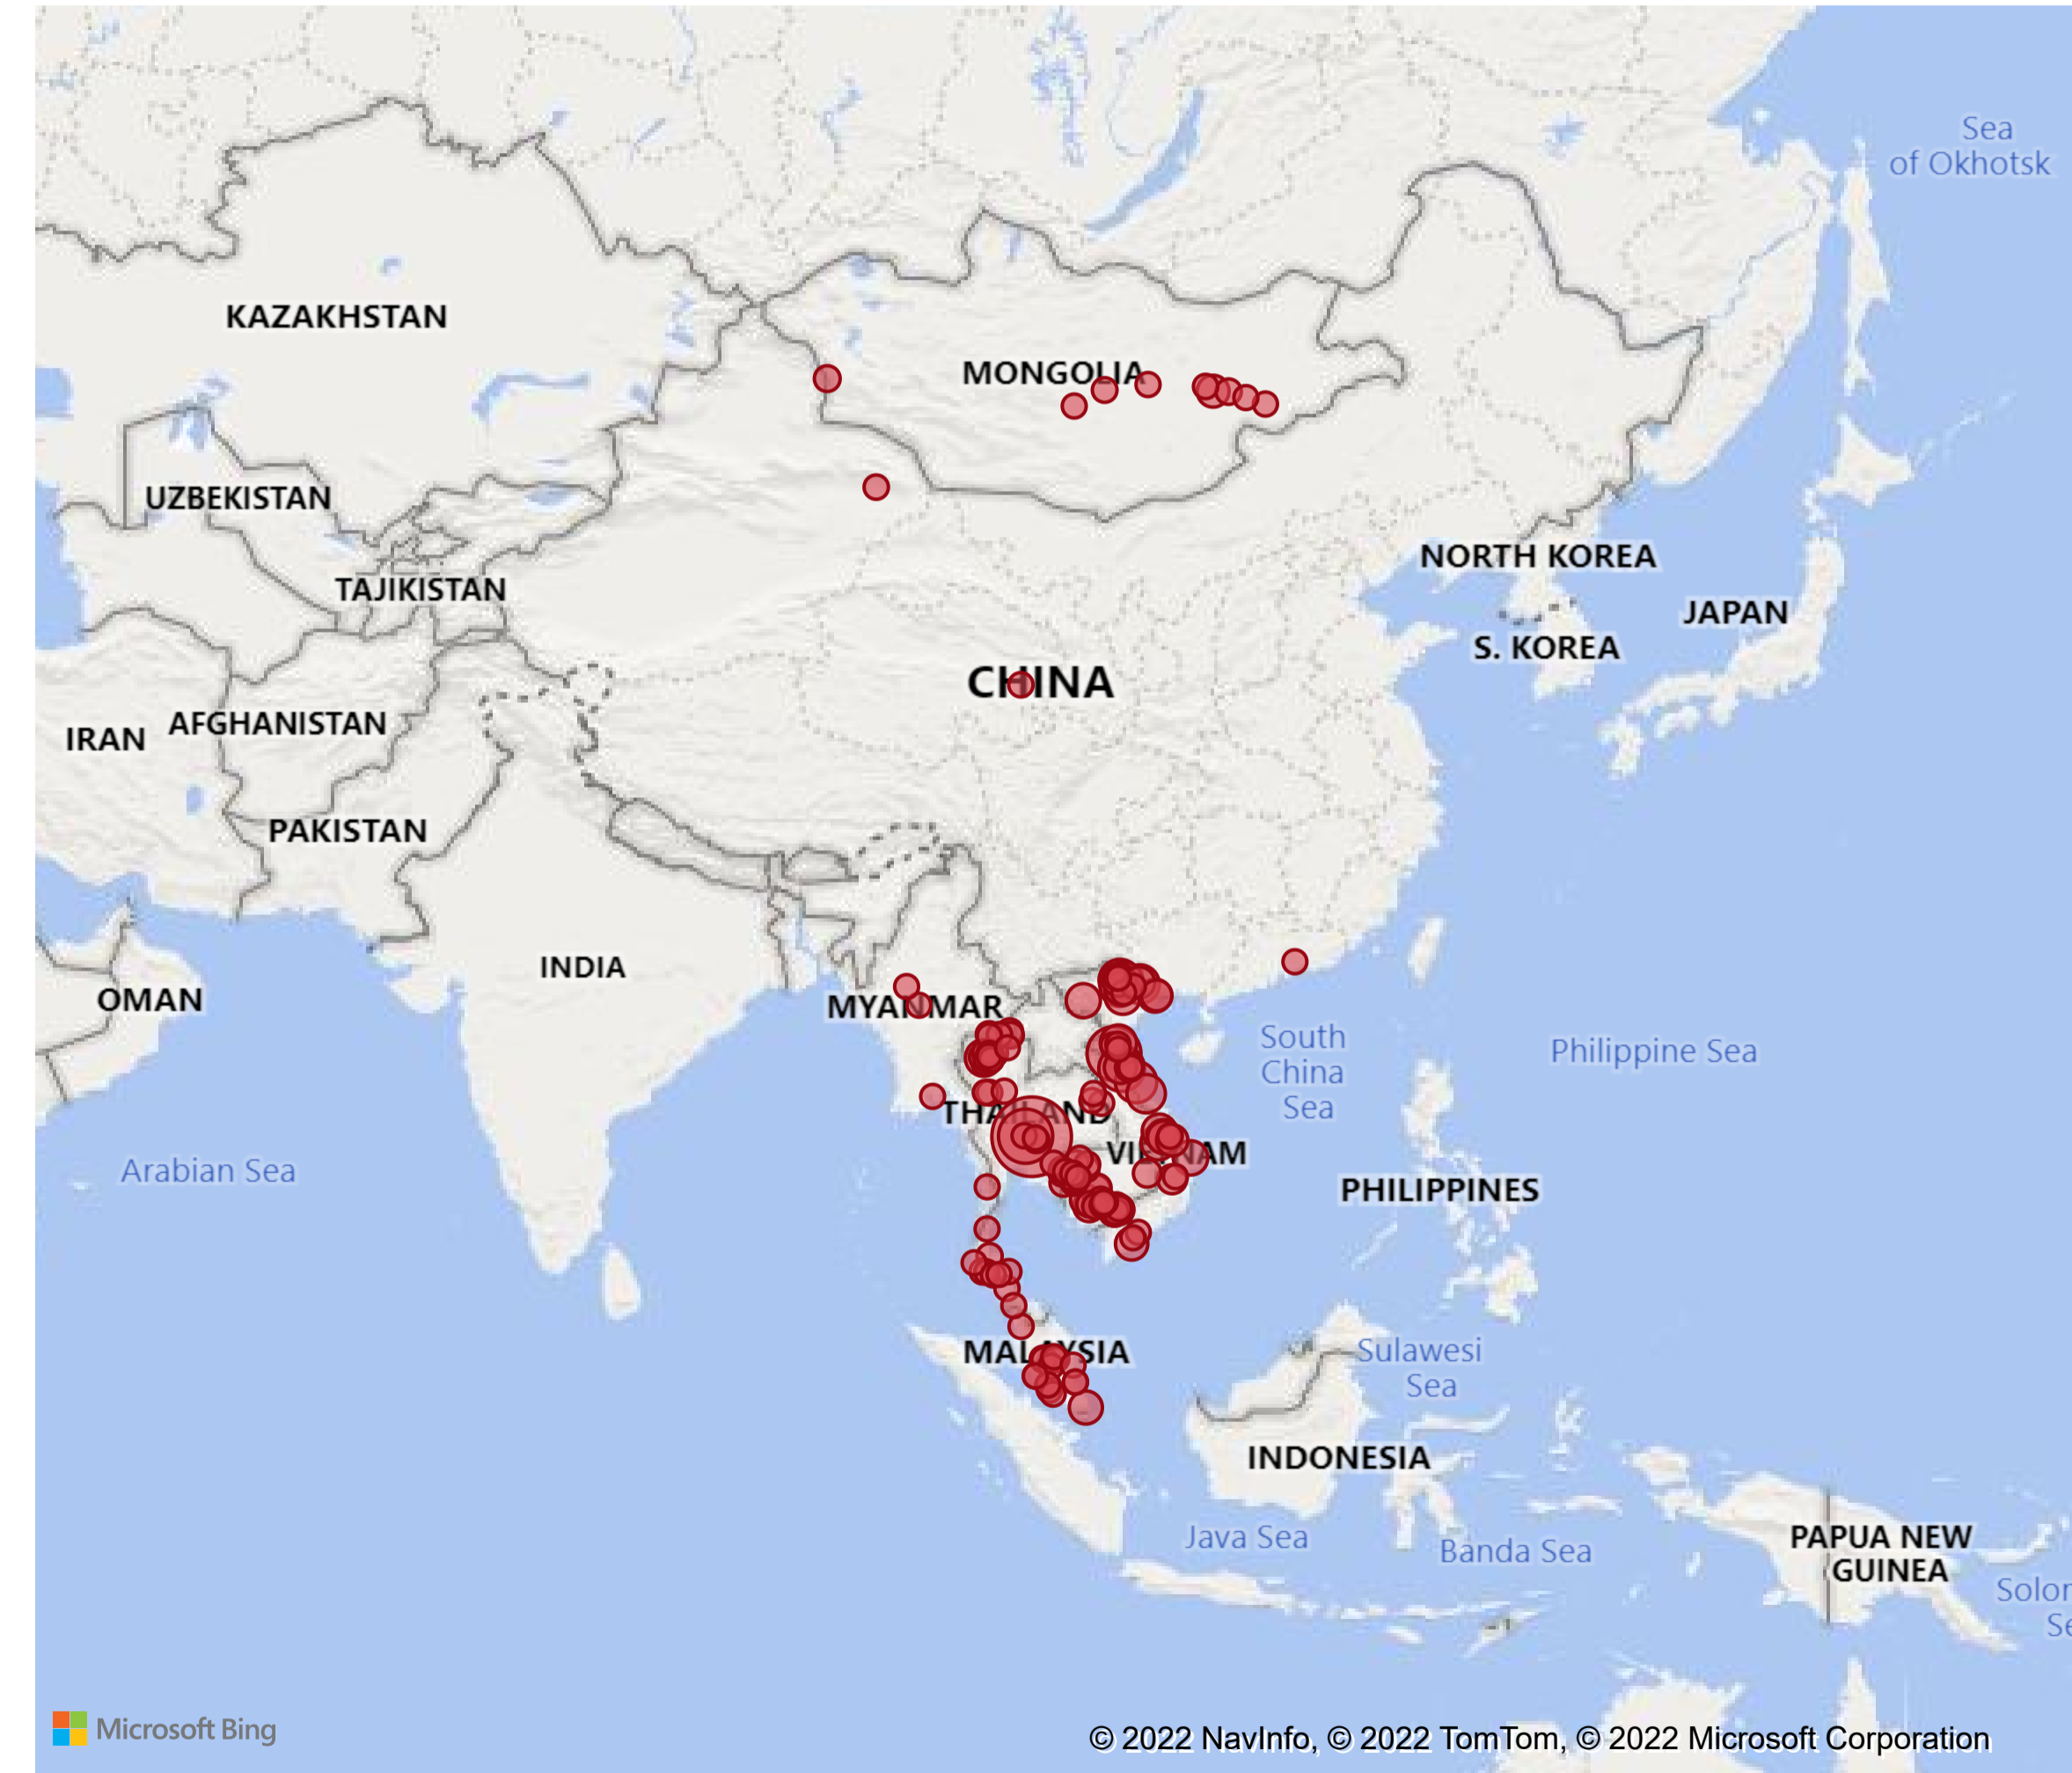 Sea
of Okhotsk
KAZAKHSTAN
MONGOLIA
UZBEKISTAN
NORTH KOREA
TAJIKISTAN
JAPAN
S. KOREA
CHINA
AFGHANISTAN
IRAN
PAKISTAN
INDIA
OMAN
MYANMAR
South
China
Sea
Philippine Sea
THAILAND
VIETNAM
Arabian Sea
PHILIPPINES
MALAYSIA
Sulawesi
Sea
INDONESIA
Java Sea
Banda Sea
PAPUA NEW
GUINEA
Solor
Se
Microsoft Bing
© 2022 NavInfo, © 2022 TomTom, © 2022 Microsoft Corporation